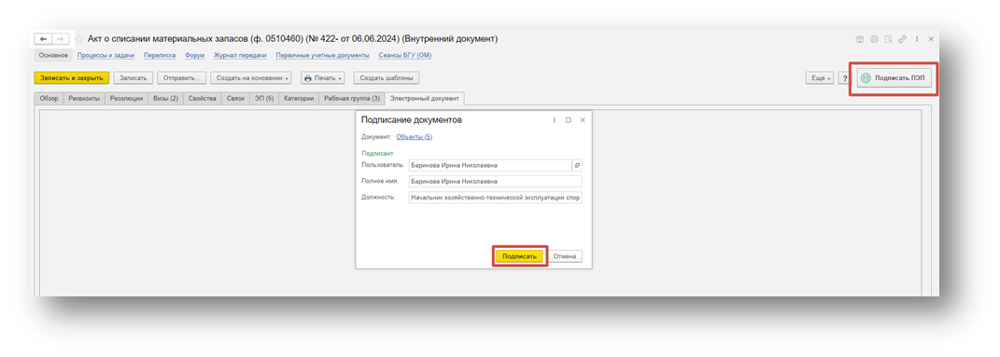 Акт о списании материальных запасов (ф. 0510460) (№ 422- от 06.06.2024) (Внутренний документ)
Основное Процессы и задачи Переписка Форум Журнал передачи Первичные учетные документы Сеансы БГУ (ОМ)
Записать и закрыть Записать Отправить... Создать на основании Печать Создать шаблоны Еще ? Подписать ПЭП
Обзор Реквизиты Резолюции Визы (2) Свойства Связи ЭП (5) Категории Рабочая группа (3) Электронный документ
Подписание документов
Документ: Объекты (5)
Подписант
Пользователь: Баринова Ирина Николаевна
Полное имя: Баринова Ирина Николаевна
Должность: Начальник хозяйственно-технической эксплуатации спор
Подписать Отмена